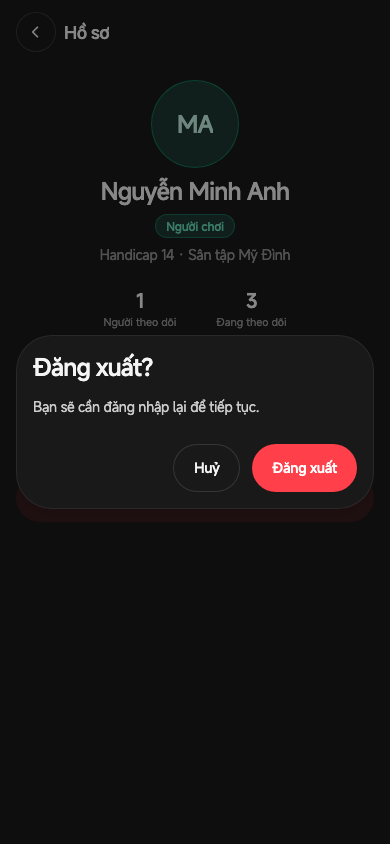 Hồ sơ
MA
Nguyễn Minh Anh
Người chơi
Handicap 14 · Sân tập Mỹ Đình
1
3
Người theo dõi
Đang theo dõi
Đăng xuất?
Bạn sẽ cần đăng nhập lại để tiếp tục.
Huỷ
Đăng xuất